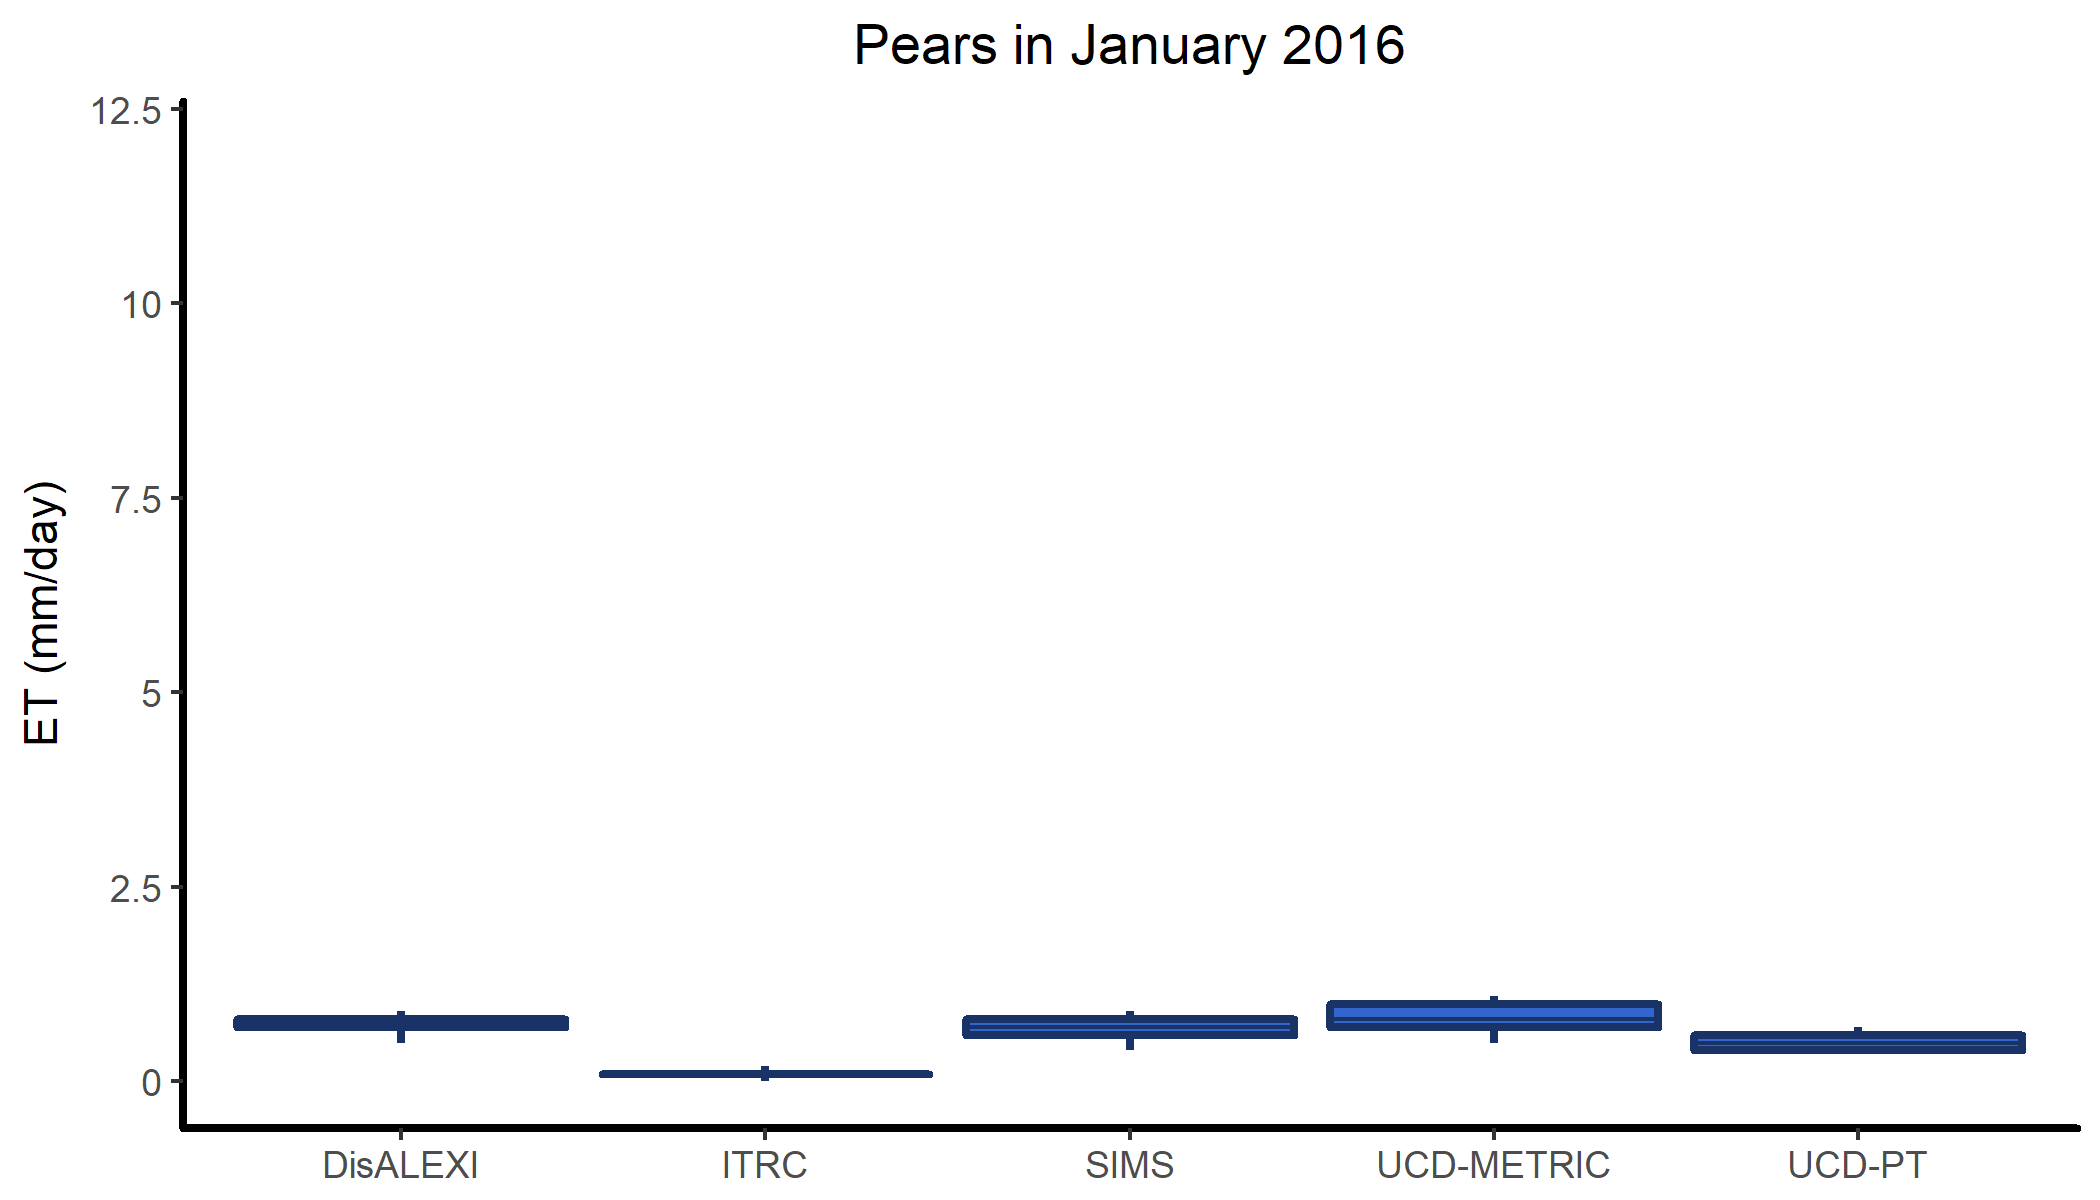 Pears in January 2016
ET (mm/day)
12.5
10
7.5
5
2.5
0
DisALEXI
ITRC
SIMS
UCD-METRIC
UCD-PT